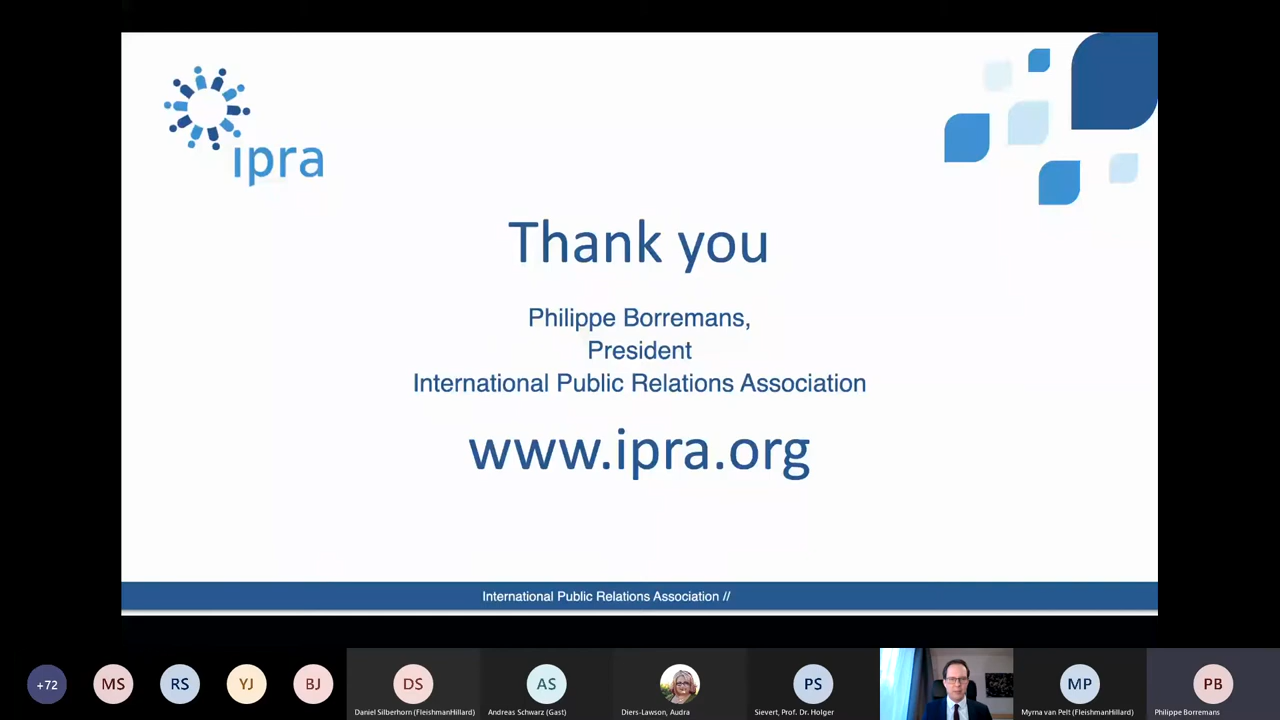 ipra
Thank you
Philippe Borremans,
President
International Public Relations Association
www.ipra.org
International Public Relations Association //
+72
MS
RS
YJ
BJ
DS
Daniel Silberhorn (FleishmanHillard)
AS
Andreas Schwarz (Gast)
Diers-Lawson, Audra
PS
Sievert, Prof. Dr. Holger
MP
Myrna van Pelt (FleishmanHillard)
PB
Philippe Borremans